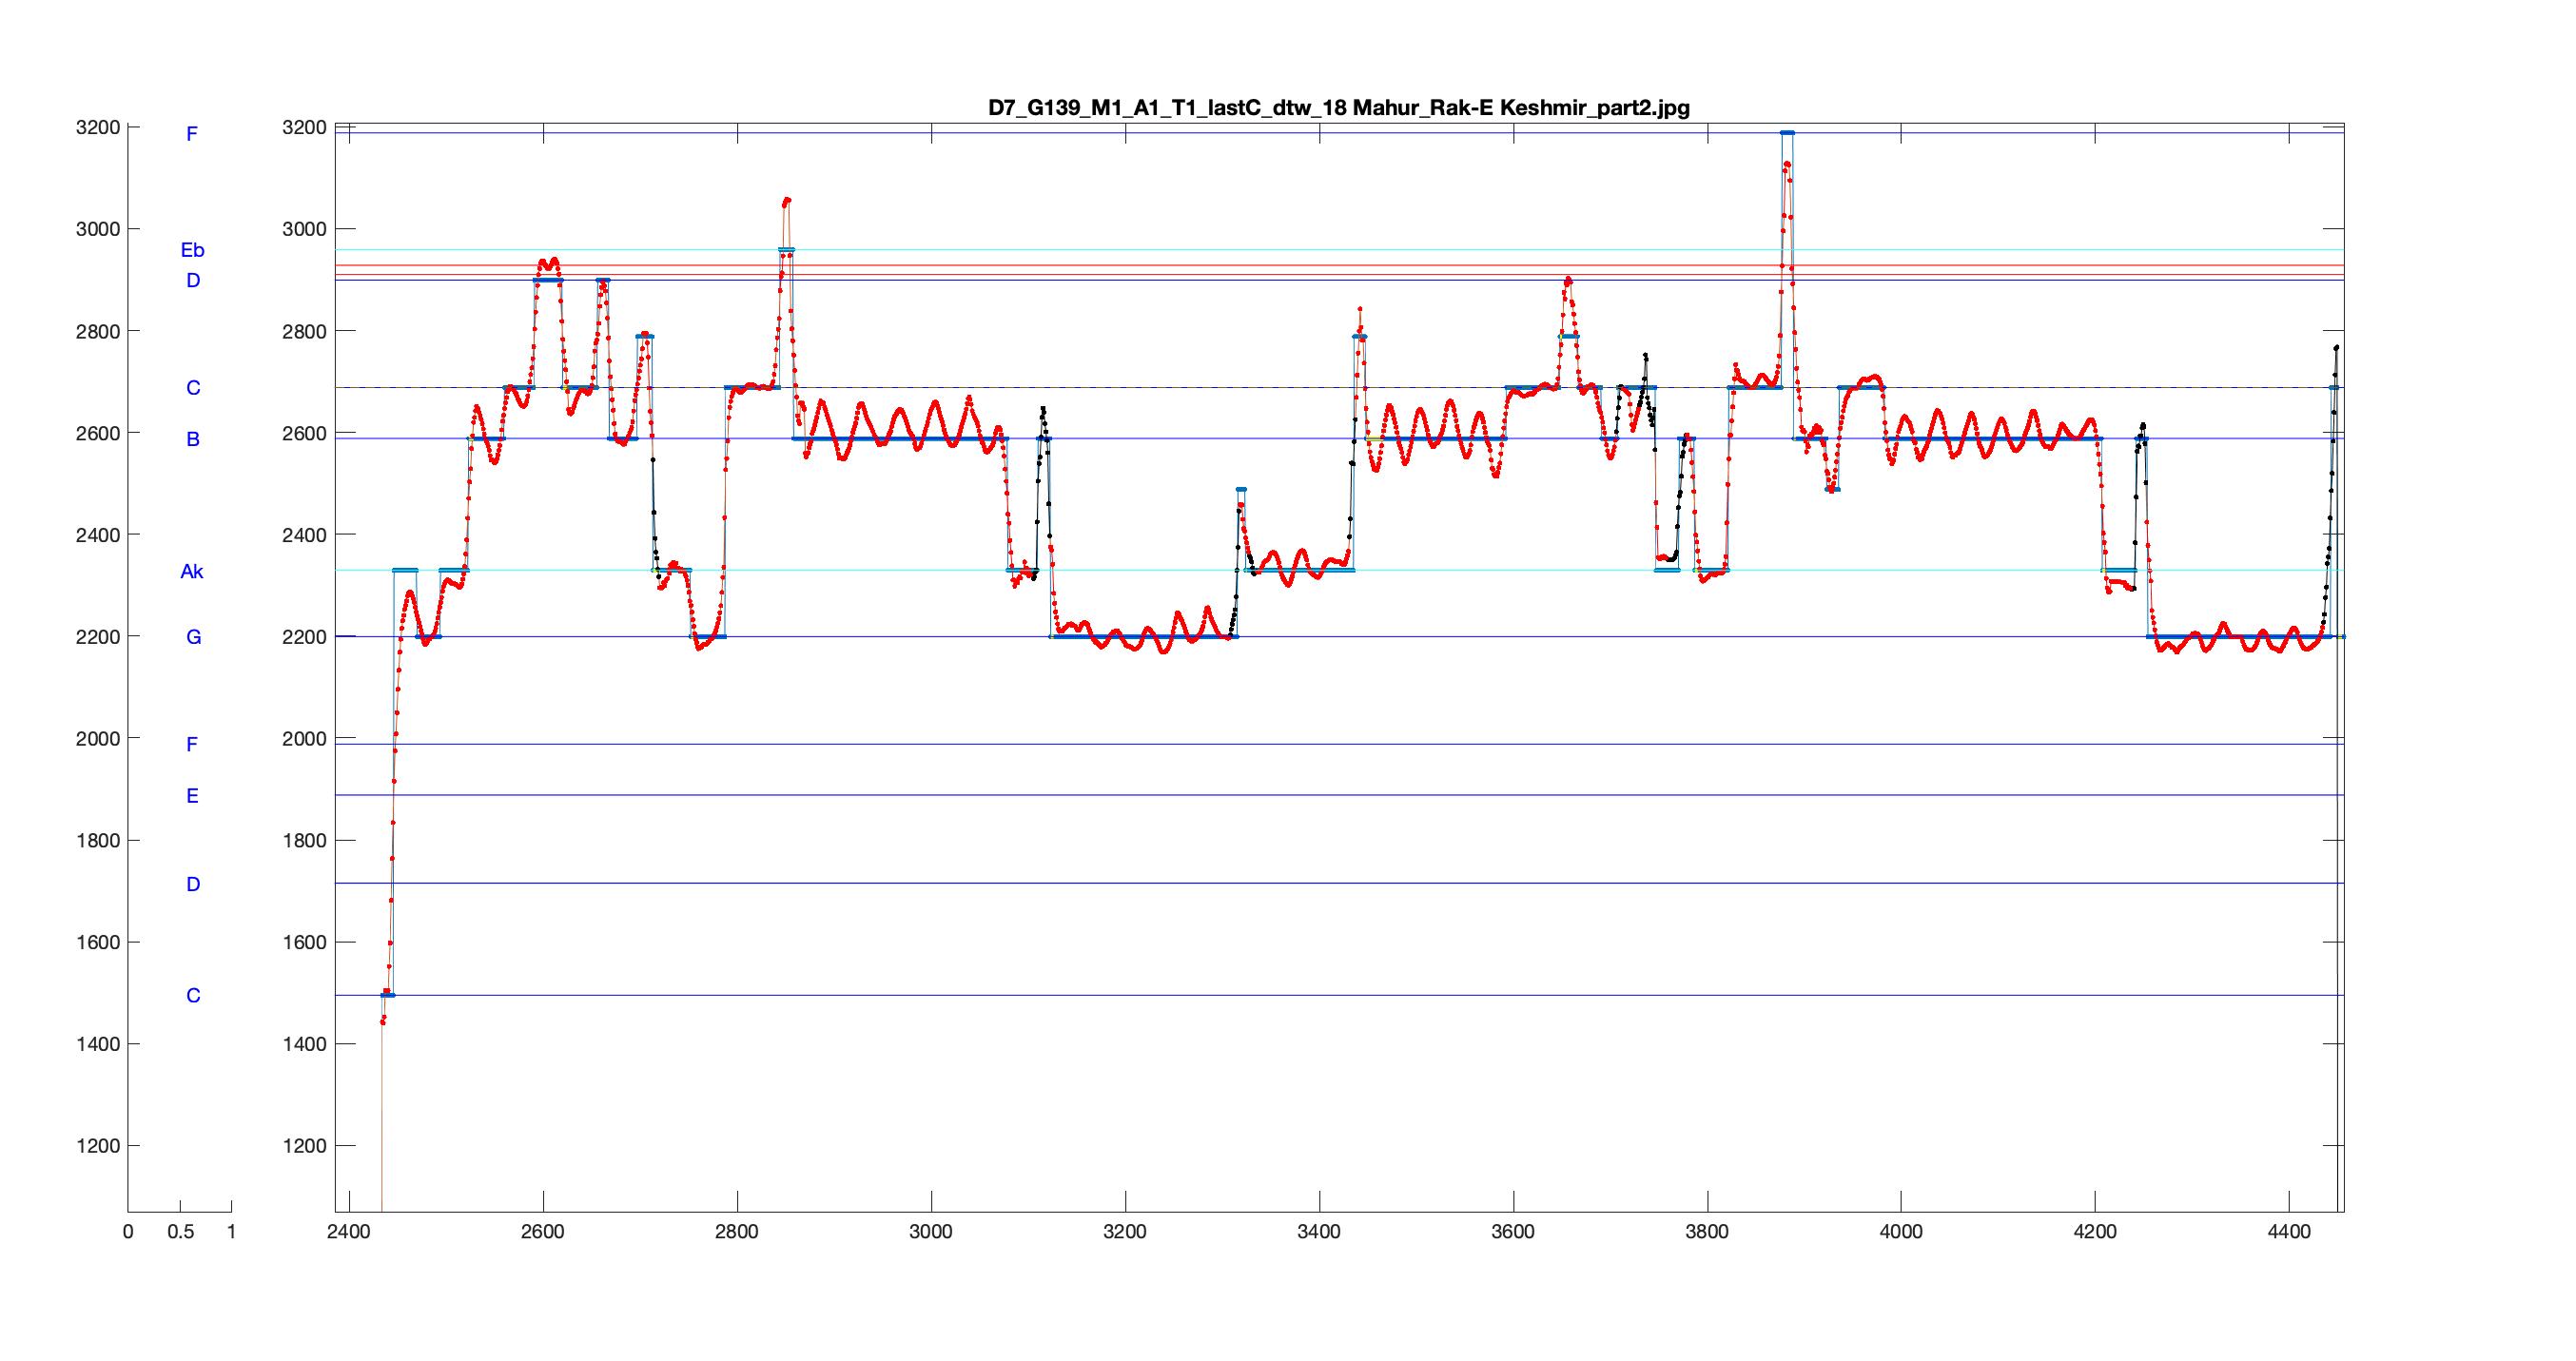 D7_G139_M1_A1_T1_lastC_dtw_18 Mahur_Rak-E Keshmir_part2.jpg
3200 F 3200
3000 3000
Eb
D
2800 2800
C
2600 B 2600
2400 2400
Ak
2200 G 2200
2000 F 2000
E
1800 1800
D
1600 1600
C
1400 1400
1200 1200
0 0.5 1 2400 2600 2800 3000 3200 3400 3600 3800 4000 4200 4400